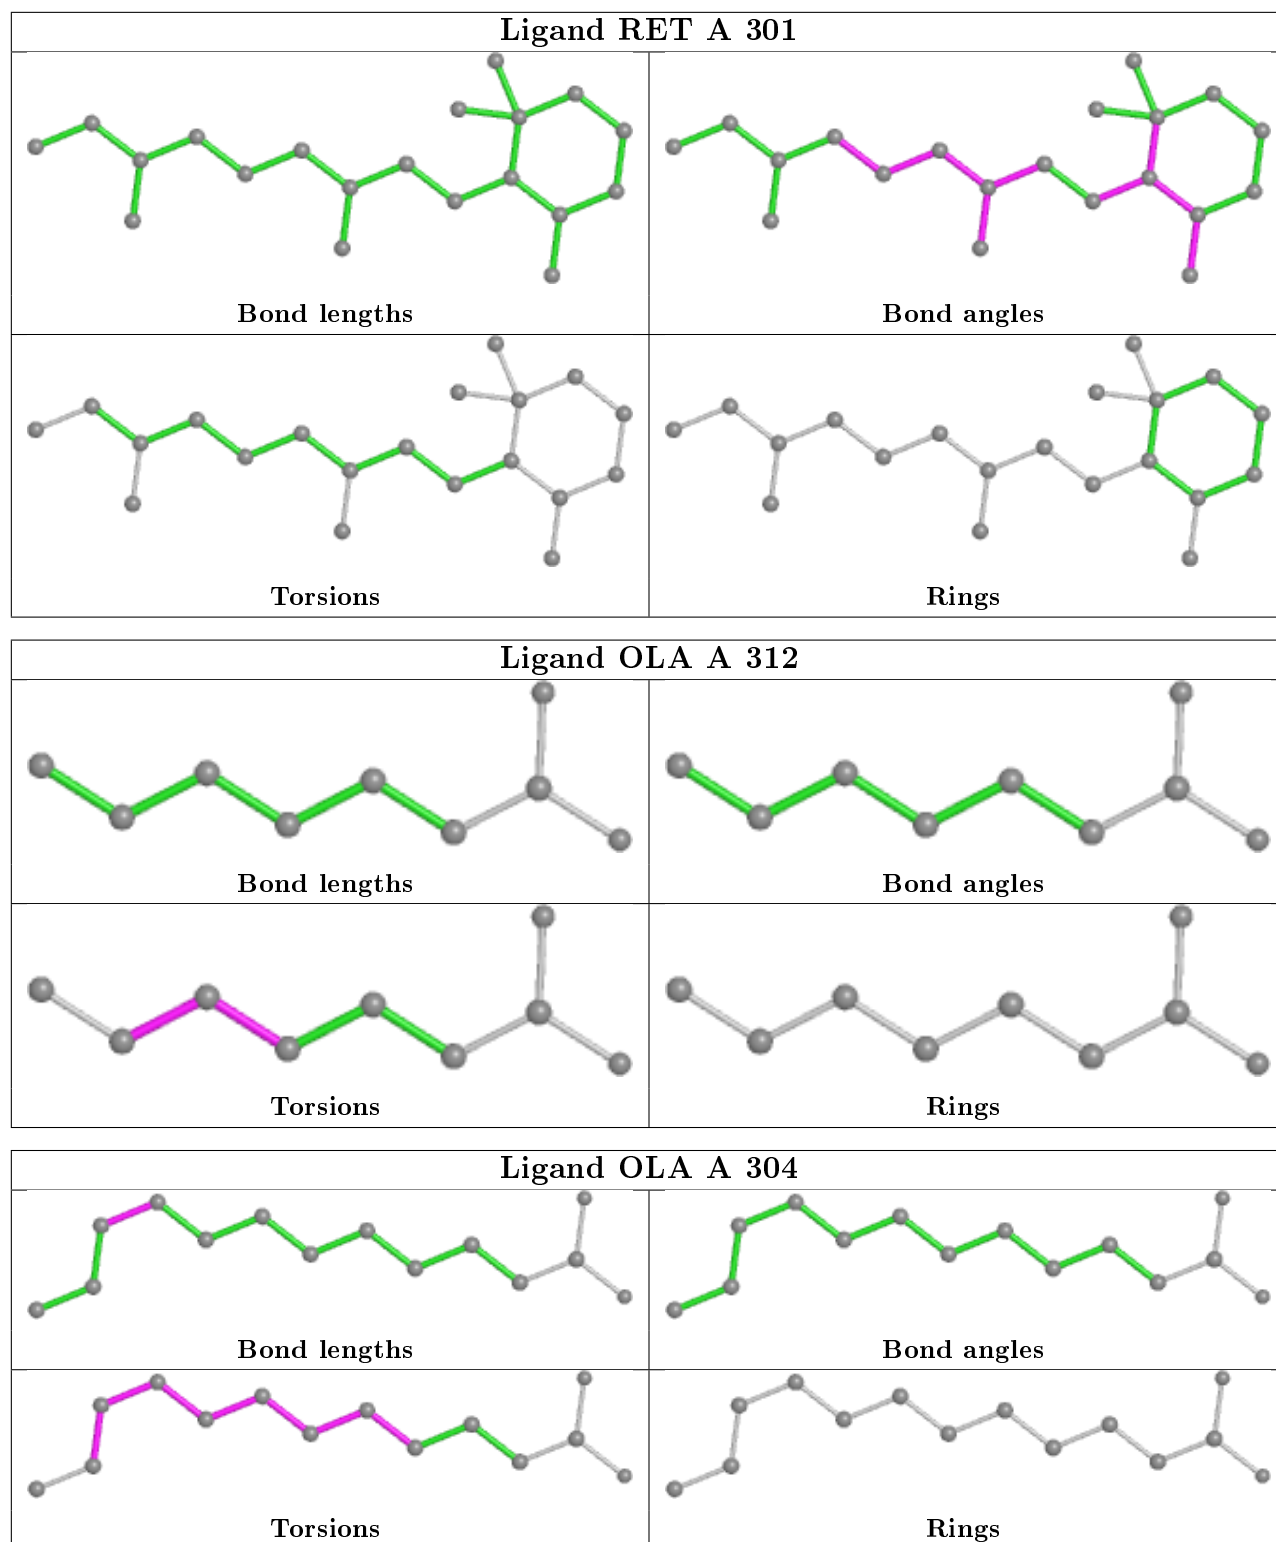 Ligand RET A 301
Bond lengths
Bond angles
Torsions
Rings
Ligand OLA A 312
Bond lengths
Bond angles
Torsions
Rings
Ligand OLA A 304
Bond lengths
Bond angles
Torsions
Rings